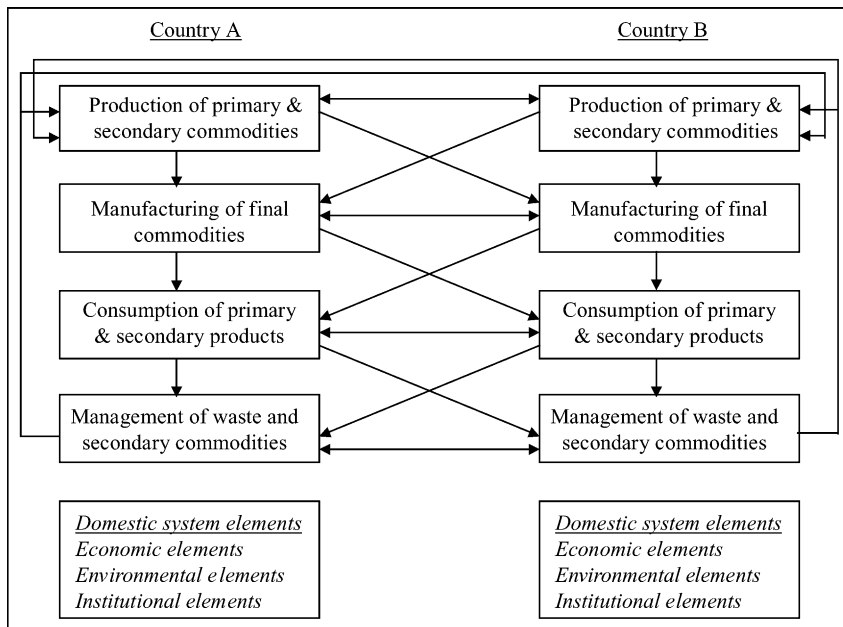 Country A
Country B
Production of primary &
secondary commodities
Production of primary &
secondary commodities
Manufacturing of final
commodities
Manufacturing of final
commodities
Consumption of primary
& secondary products
Consumption of primary
& secondary products
Management of waste and
secondary commodities
Management of waste and
secondary commodities
Domestic system elements
Economic elements
Environmental elements
Institutional elements
Domestic system elements
Economic elements
Environmental elements
Institutional elements